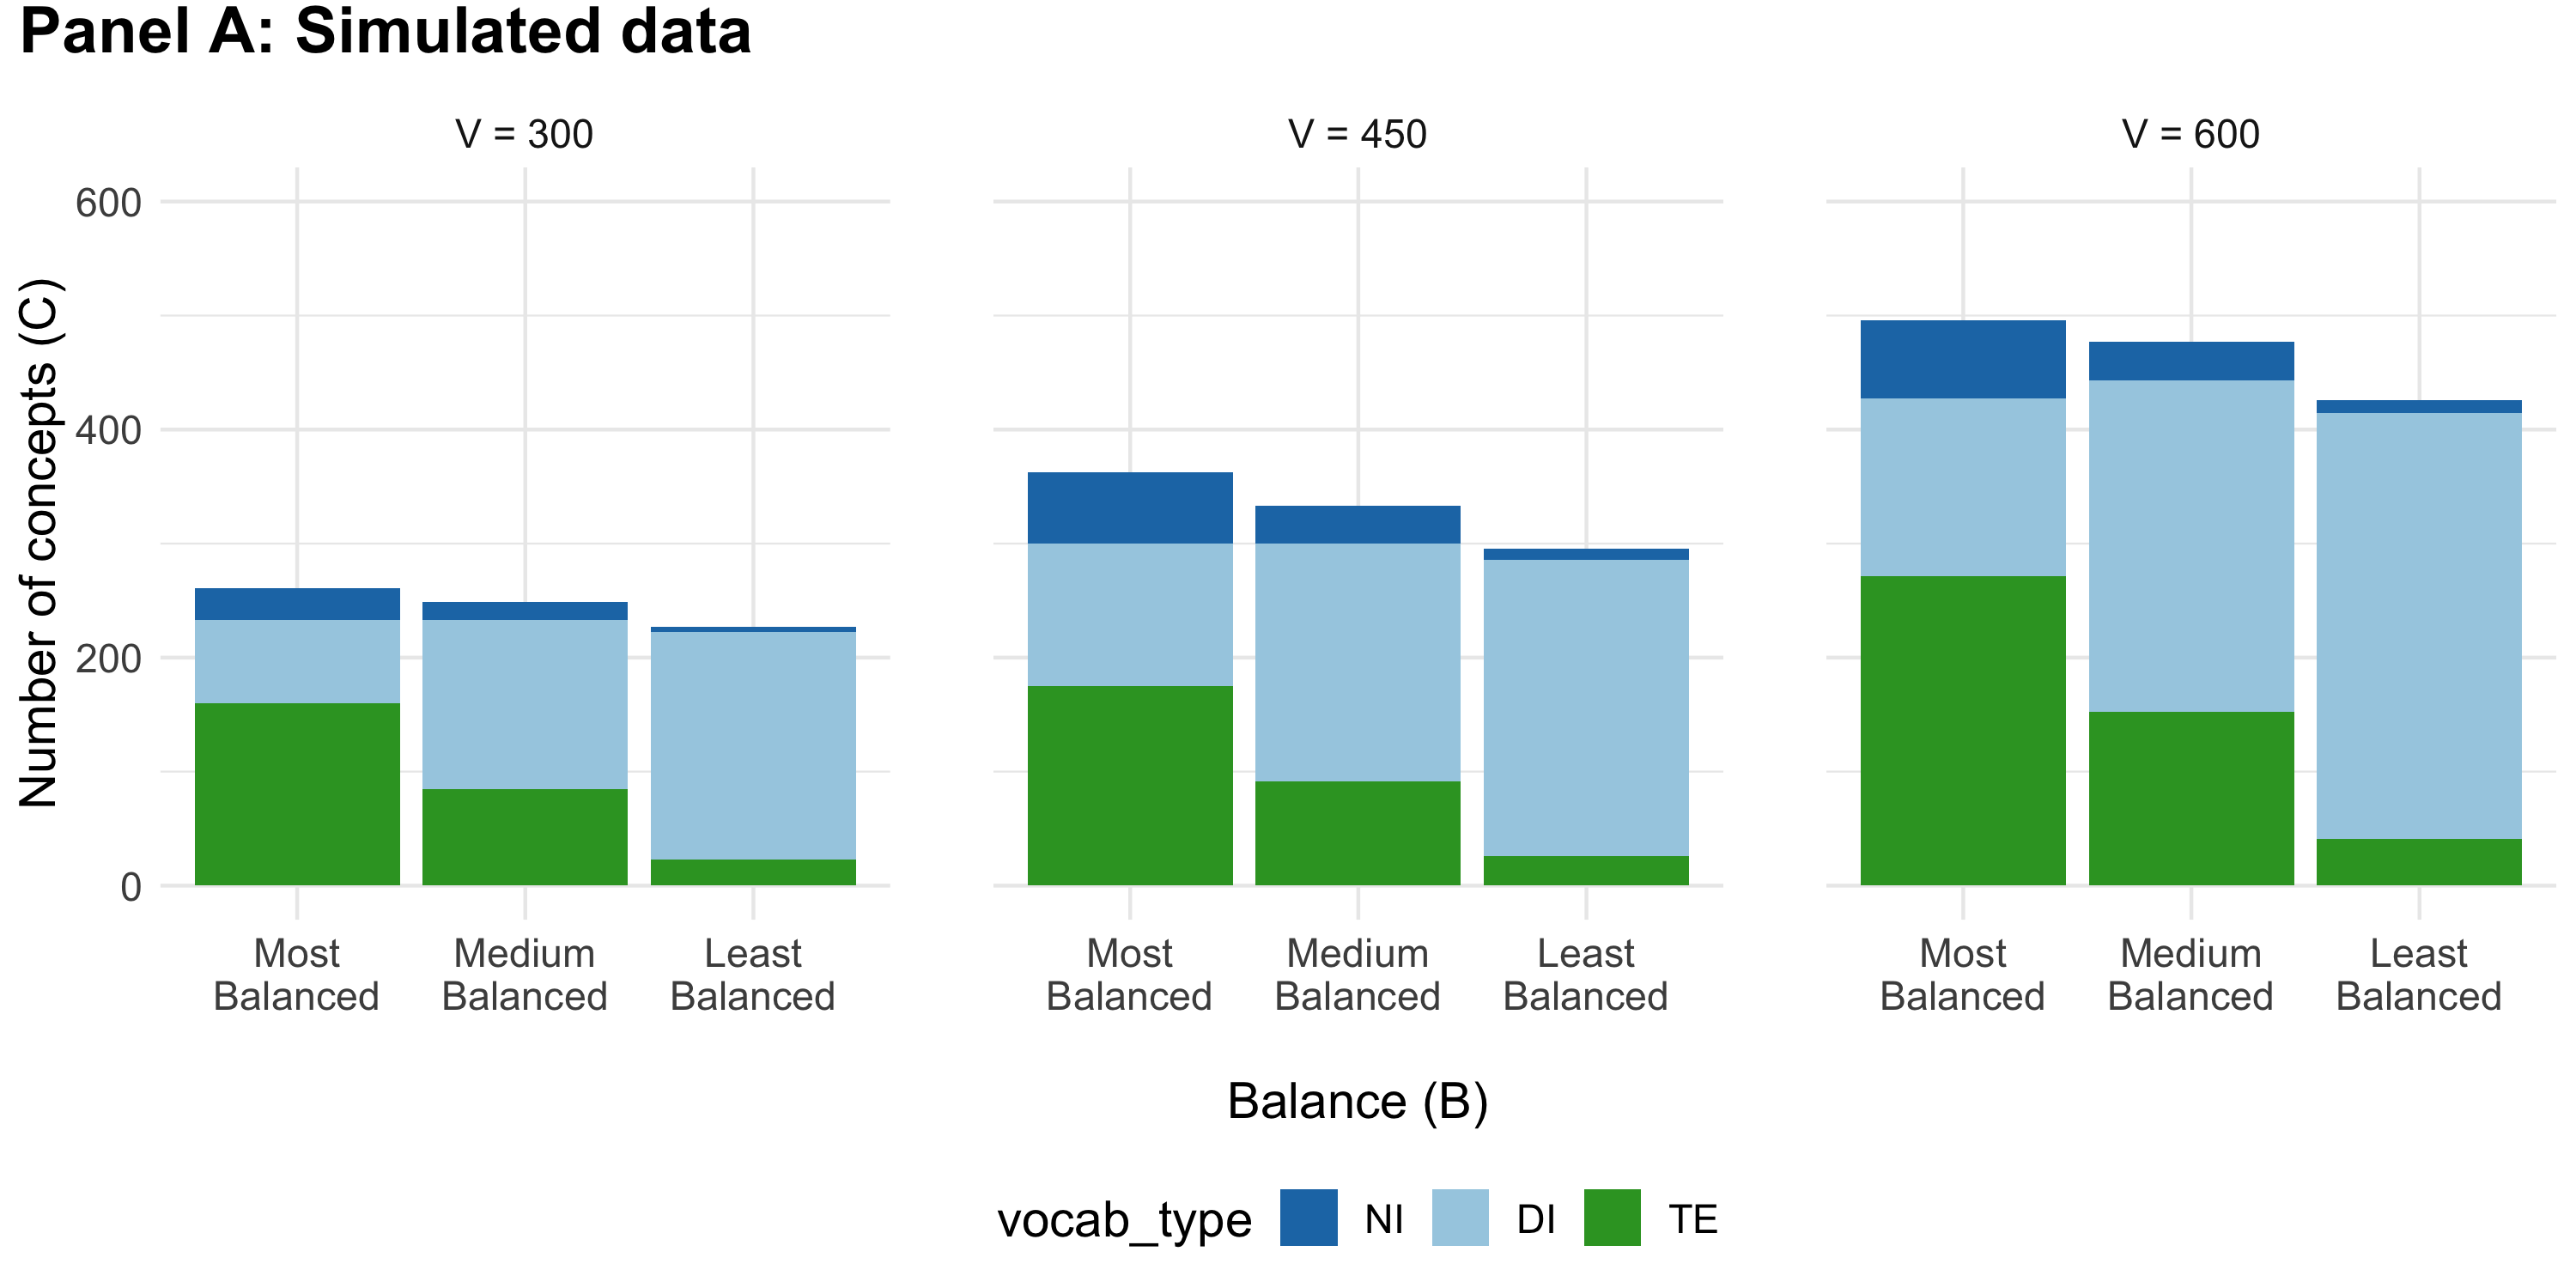 Panel A: Simulated data
V = 300
V = 450
V = 600
Number of concepts (C)
600
400
200
0
Most
Balanced
Medium
Balanced
Least
Balanced
Most
Balanced
Medium
Balanced
Least
Balanced
Most
Balanced
Medium
Balanced
Least
Balanced
Balance (B)
vocab_type NI DI TE